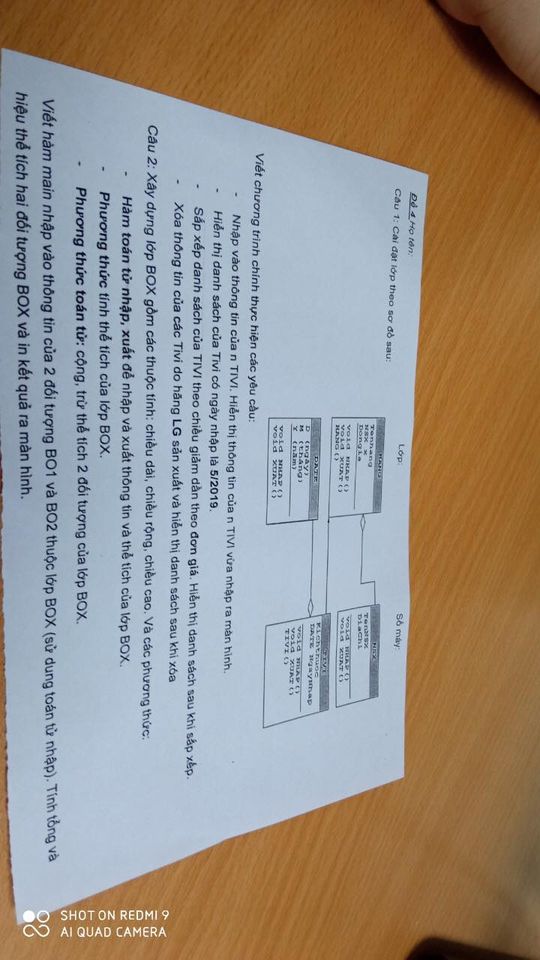 Đề 4 Họ tên:
Lớp:
Số máy:
Câu 1: Cài đặt lớp theo sơ đồ sau:
HANG
Tenhang
NSX x
Dongia
void NHAP()
void XUAT()
HANG()
NSX
TenNSX
DiaChi
void NHAP()
void XUAT()
DATE
D (ngày)
M (tháng)
Y (năm)
void NHAP()
void XUAT()
TIVI
Kichthuoc
DATE NgayNhap
void NHAP()
void XUAT()
TIVI()
Viết chương trình chính thực hiện các yêu cầu:
- Nhập vào thông tin của n TIVI. Hiển thị thông tin của n TIVI vừa nhập ra màn hình.
- Hiển thị danh sách của Tivi có ngày nhập là 5/2019.
- Sắp xếp danh sách của TIVI theo chiều giảm dần theo đơn giá. Hiển thị danh sách sau khi sắp xếp.
- Xóa thông tin của các Tivi do hãng LG sản xuất và hiển thị danh sách sau khi xóa
Câu 2: Xây dựng lớp BOX gồm các thuộc tính: chiều dài, chiều rộng, chiều cao. Và các phương thức:
- Hàm toán tử nhập, xuất để nhập và xuất thông tin và thể tích của lớp BOX.
- Phương thức tính thể tích của lớp BOX.
- Phương thức toán tử: cộng, trừ thể tích 2 đối tượng của lớp BOX.
Viết hàm main nhập vào thông tin của 2 đối tượng BO1 và BO2 thuộc lớp BOX (sử dung toán tử nhập). Tính tổng và
hiệu thể tích hai đối tượng BOX và in kết quả ra màn hình.
SHOT ON REDMI 9
AI QUAD CAMERA